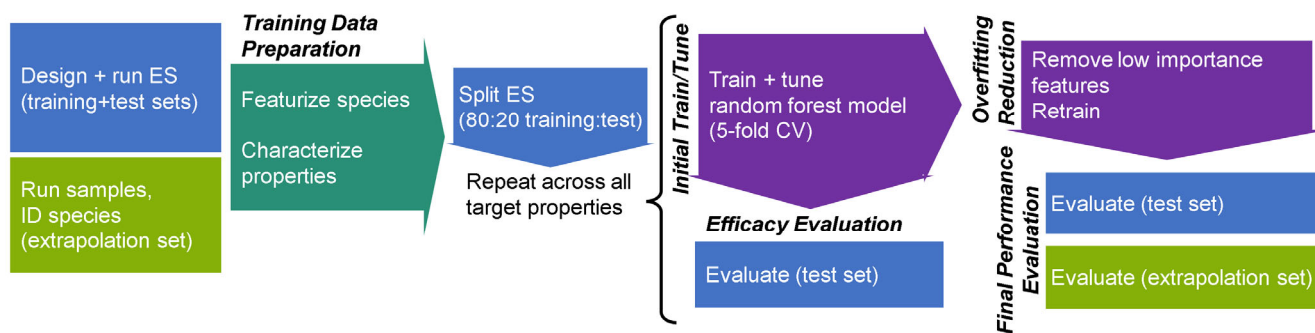 Design + run ES
(training+test sets)
Run samples,
ID species
(extrapolation set)
Training Data
Preparation
Featurize species
Characterize
properties
Split ES
(80:20 training:test)
Repeat across all
target properties
Initial Train/Tune
Train + tune
random forest model
(5-fold CV)
Efficacy Evaluation
Evaluate (test set)
Overfitting
Reduction
Remove low importance
features
Retrain
Final Performance
Evaluation
Evaluate (test set)
Evaluate (extrapolation set)